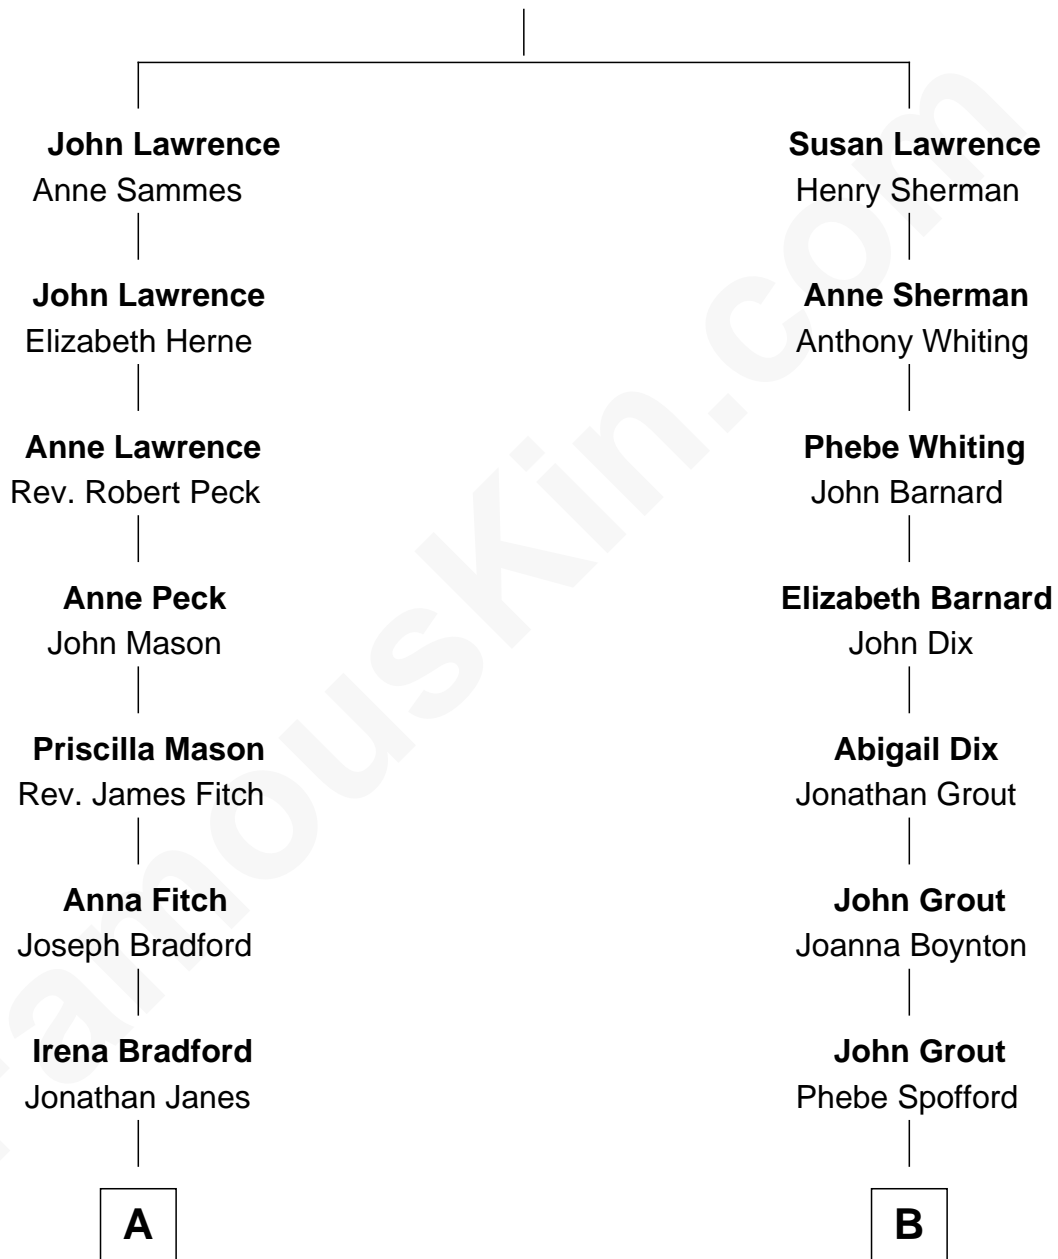 John Lawrence
Anne Sammes
John Lawrence
Elizabeth Herne
Anne Lawrence
Rev. Robert Peck
Anne Peck
John Mason
Priscilla Mason
Rev. James Fitch
Anna Fitch
Joseph Bradford
Irena Bradford
Jonathan Janes
A
Susan Lawrence
Henry Sherman
Anne Sherman
Anthony Whiting
Phebe Whiting
John Barnard
Elizabeth Barnard
John Dix
Abigail Dix
Jonathan Grout
John Grout
Joanna Boynton
John Grout
Phebe Spofford
B
FamousKin.com